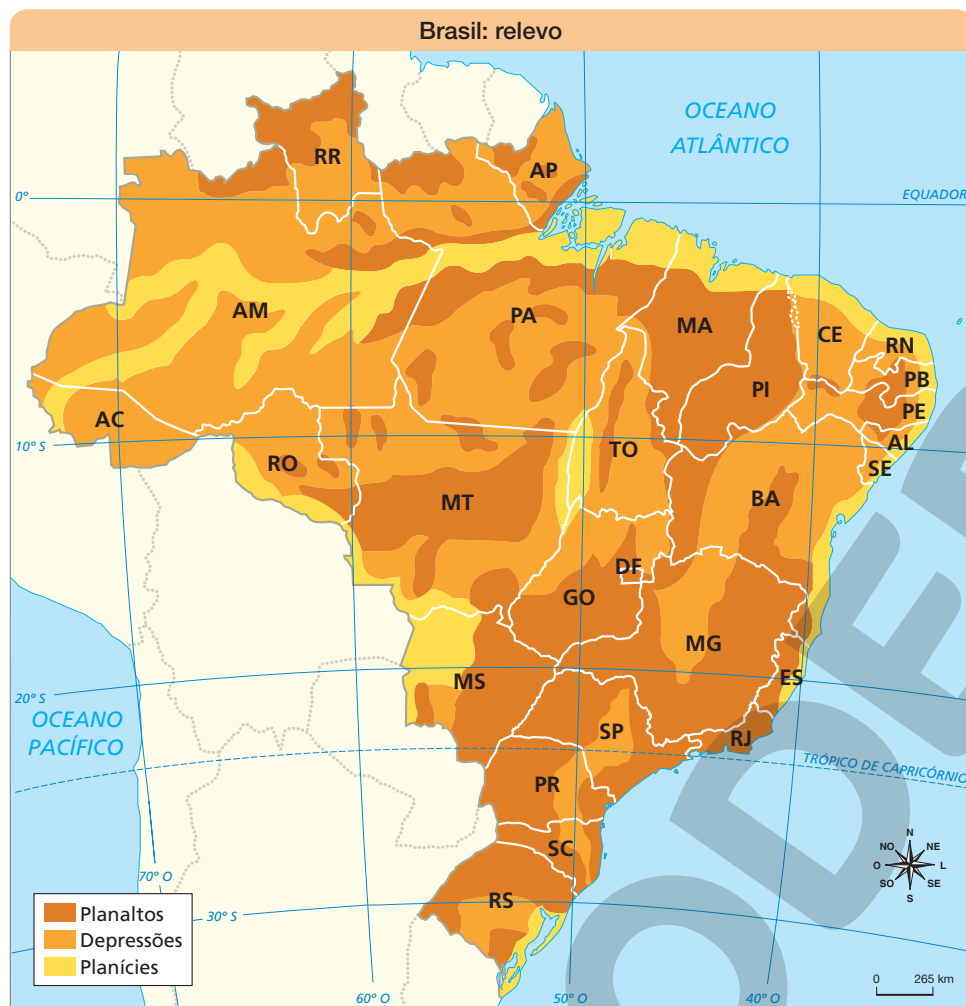 Brasil: relevo
OCEANO
ATLÂNTICO
RR
AP
0°
EQUADOR
AM
PA
MA
CE
RN
PI
PB
PE
AC
AL
10° S
TO
SE
RO
BA
MT
DF
GO
MG
MS
ES
20° S
OCEANO
PACÍFICO
SP
RJ
TRÓPICO DE CAPRICÓRNIO
PR
N
NO
NE
SC
O
L
70° O
SO
SE
S
RS
30° S
Planaltos
Depressões
Planícies
60° O
50° O
40° O
0
265 km